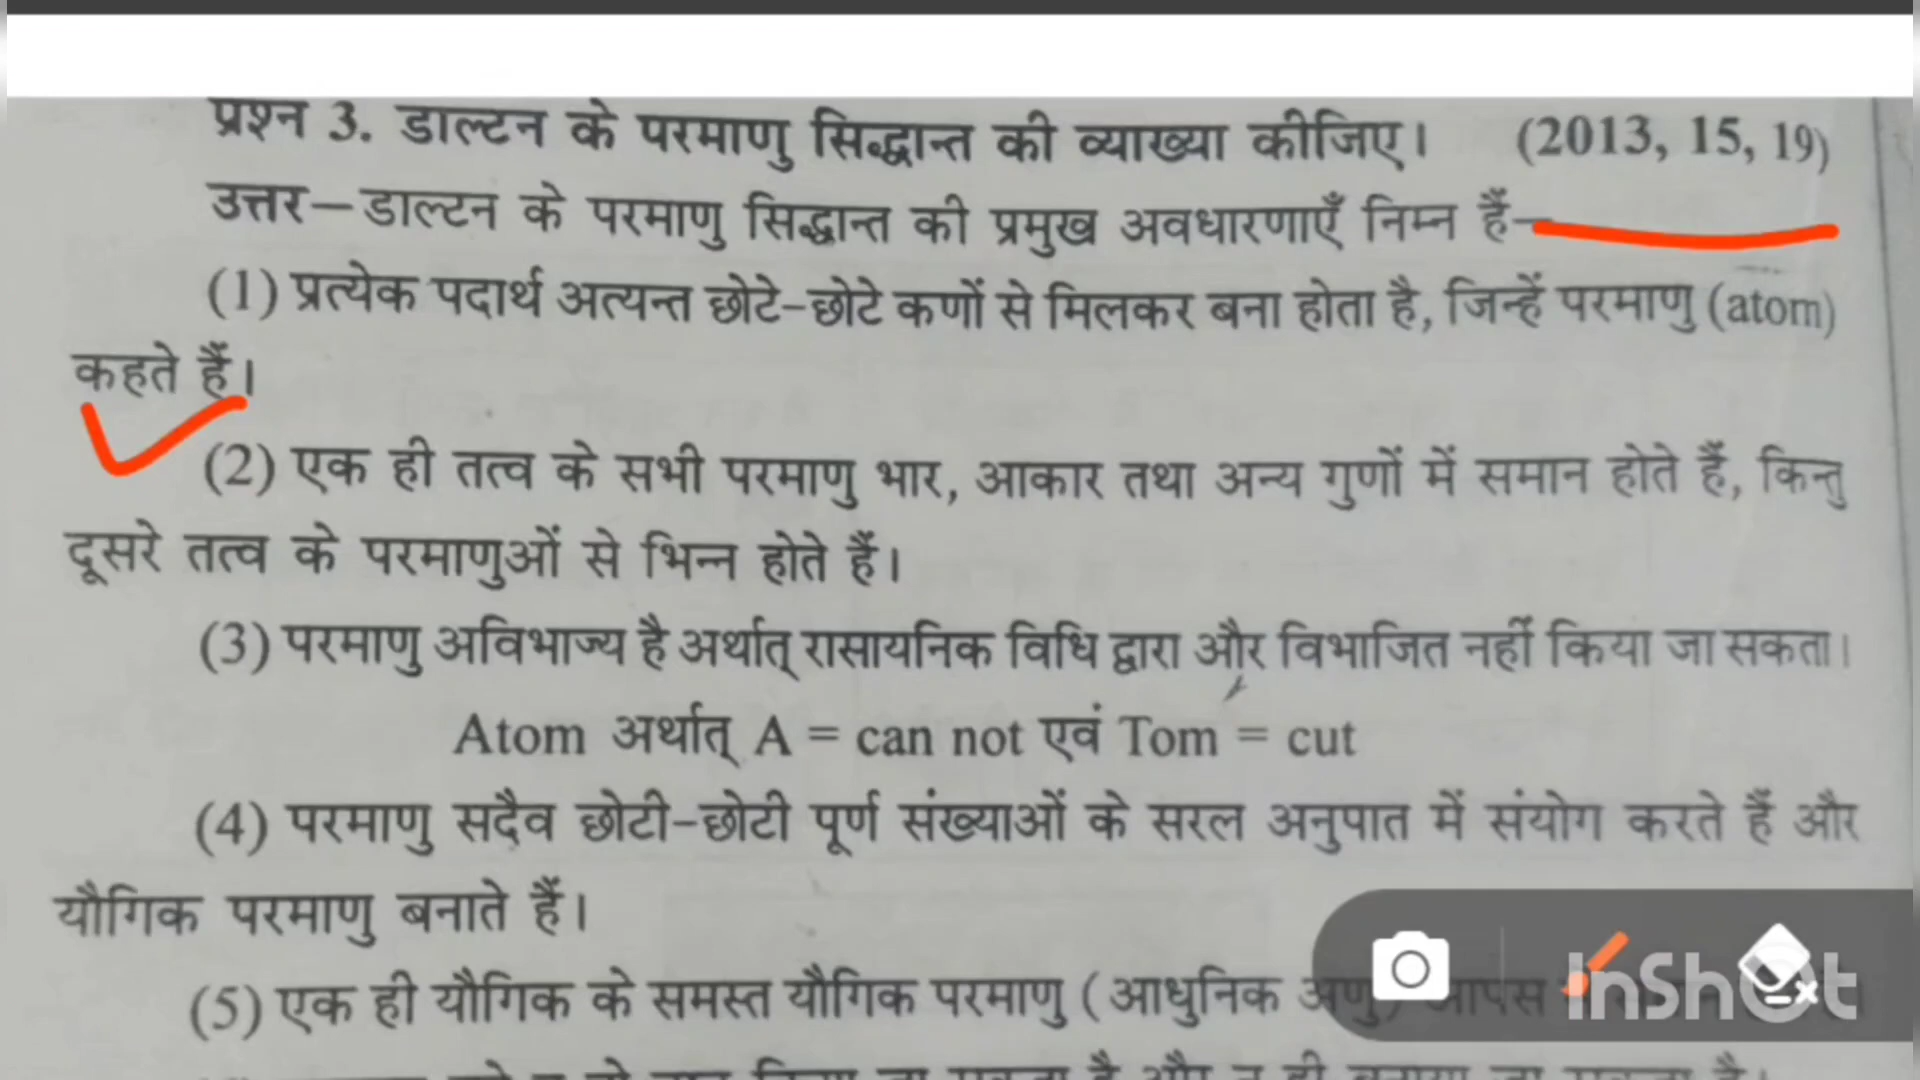 प्रश्न 3. डाल्टन के परमाणु सिद्धान्त की व्याख्या कीजिए। (2013, 15, 19)
उत्तर–डाल्टन के परमाणु सिद्धान्त की प्रमुख अवधारणाएँ निम्न हैं–
(1) प्रत्येक पदार्थ अत्यन्त छोटे-छोटे कणों से मिलकर बना होता है, जिन्हें परमाणु (atom)
कहते हैं।
(2) एक ही तत्व के सभी परमाणु भार, आकार तथा अन्य गुणों में समान होते हैं, किन्तु
दूसरे तत्व के परमाणुओं से भिन्न होते हैं।
(3) परमाणु अविभाज्य है अर्थात् रासायनिक विधि द्वारा और विभाजित नहीं किया जा सकता।
Atom अर्थात् A = can not एवं Tom = cut
(4) परमाणु सदैव छोटी-छोटी पूर्ण संख्याओं के सरल अनुपात में संयोग करते हैं और
यौगिक परमाणु बनाते हैं।
(5) एक ही यौगिक के समस्त यौगिक परमाणु (आधुनिक अणु) आपस
InShOt